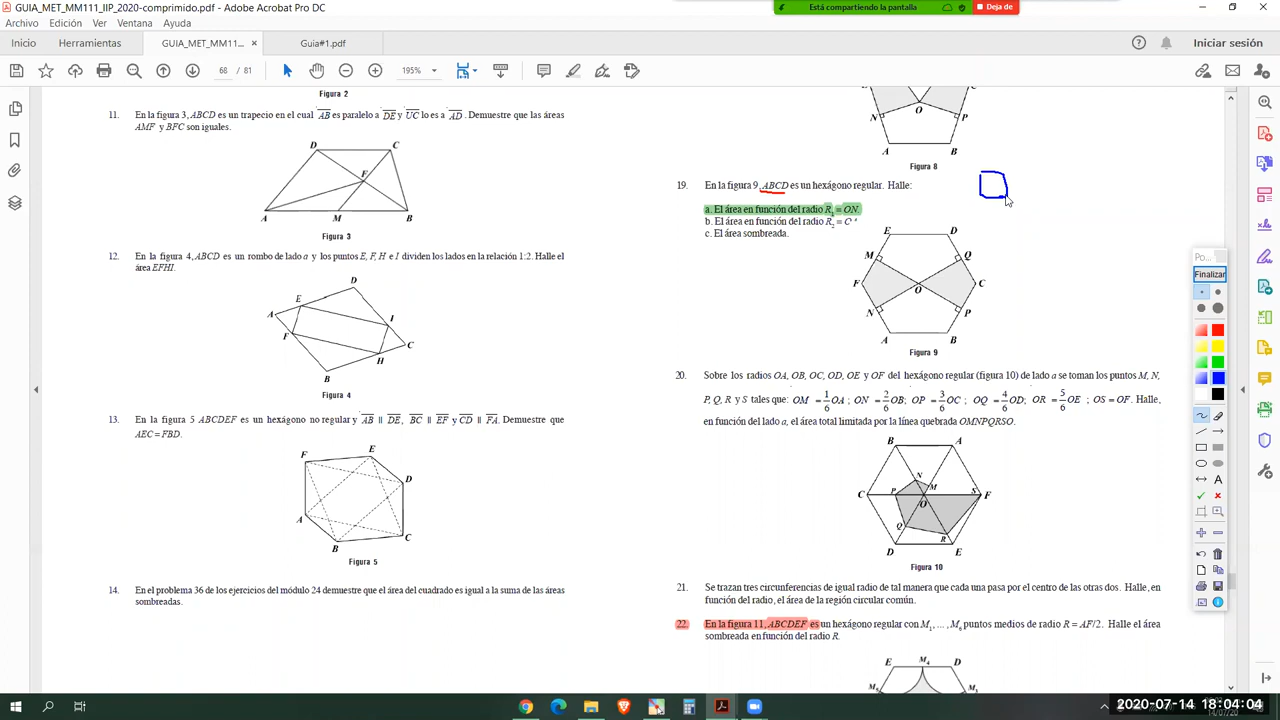 GUIA_MET_MM111_IIP_2020-comprimido.pdf - Adobe Acrobat Pro DC
Está compartiendo la pantalla
Deja de
Archivo Edición Ver Ventana Ayuda
Inicio Herramientas GUIA_MET_MM111_... × Guia#1.pdf Iniciar sesión
68 / 81 195%
Figura 2
11. En la figura 3, ABCD es un trapecio en el cual AB es paralelo a DE y UC lo es a AD. Demuestre que las áreas
AMF y BFC son iguales.
D C F A M B
Figura 3
12. En la figura 4, ABCD es un rombo de lado a y los puntos E, F, H e I dividen los lados en la relación 1:2. Halle el
área EFHI.
D E A I F C H B
Figura 4
13. En la figura 5 ABCDEF es un hexágono no regular y AB || DE, BC || EF y CD || FA. Demuestre que
AEC = FBD.
F E D A B C
Figura 5
14. En el problema 36 de los ejercicios del módulo 24 demuestre que el área del cuadrado es igual a la suma de las áreas
sombreadas.
N O P A B
Figura 8
19. En la figura 9, ABCD es un hexágono regular. Halle:
a. El área en función del radio R₁ = ON.
b. El área en función del radio R₂ =
c. El área sombreada.
E D M Q F O C N P A B
Figura 9
20. Sobre los radios OA, OB, OC, OD, OE y OF del hexágono regular (figura 10) de lado a se toman los puntos M, N,
P, Q, R y S tales que: OM = 1/6 OA ; ON = 2/6 OB; OP = 3/6 OC ; OQ = 4/6 OD; OR = 5/6 OE ; OS = OF. Halle,
en función del lado a, el área total limitada por la línea quebrada OMNPQRSO.
B A N M C P O S F Q R D E
Figura 10
21. Se trazan tres circunferencias de igual radio de tal manera que cada una pasa por el centro de las otras dos. Halle, en
función del radio, el área de la región circular común.
22. En la figura 11, ABCDEF es un hexágono regular con M₁, ... , M₆ puntos medios de radio R = AF/2. Halle el área
sombreada en función del radio R.
E M₄ D
M₅ M₃
Po...
Finalizar
A
2020-07-14 18:04:04